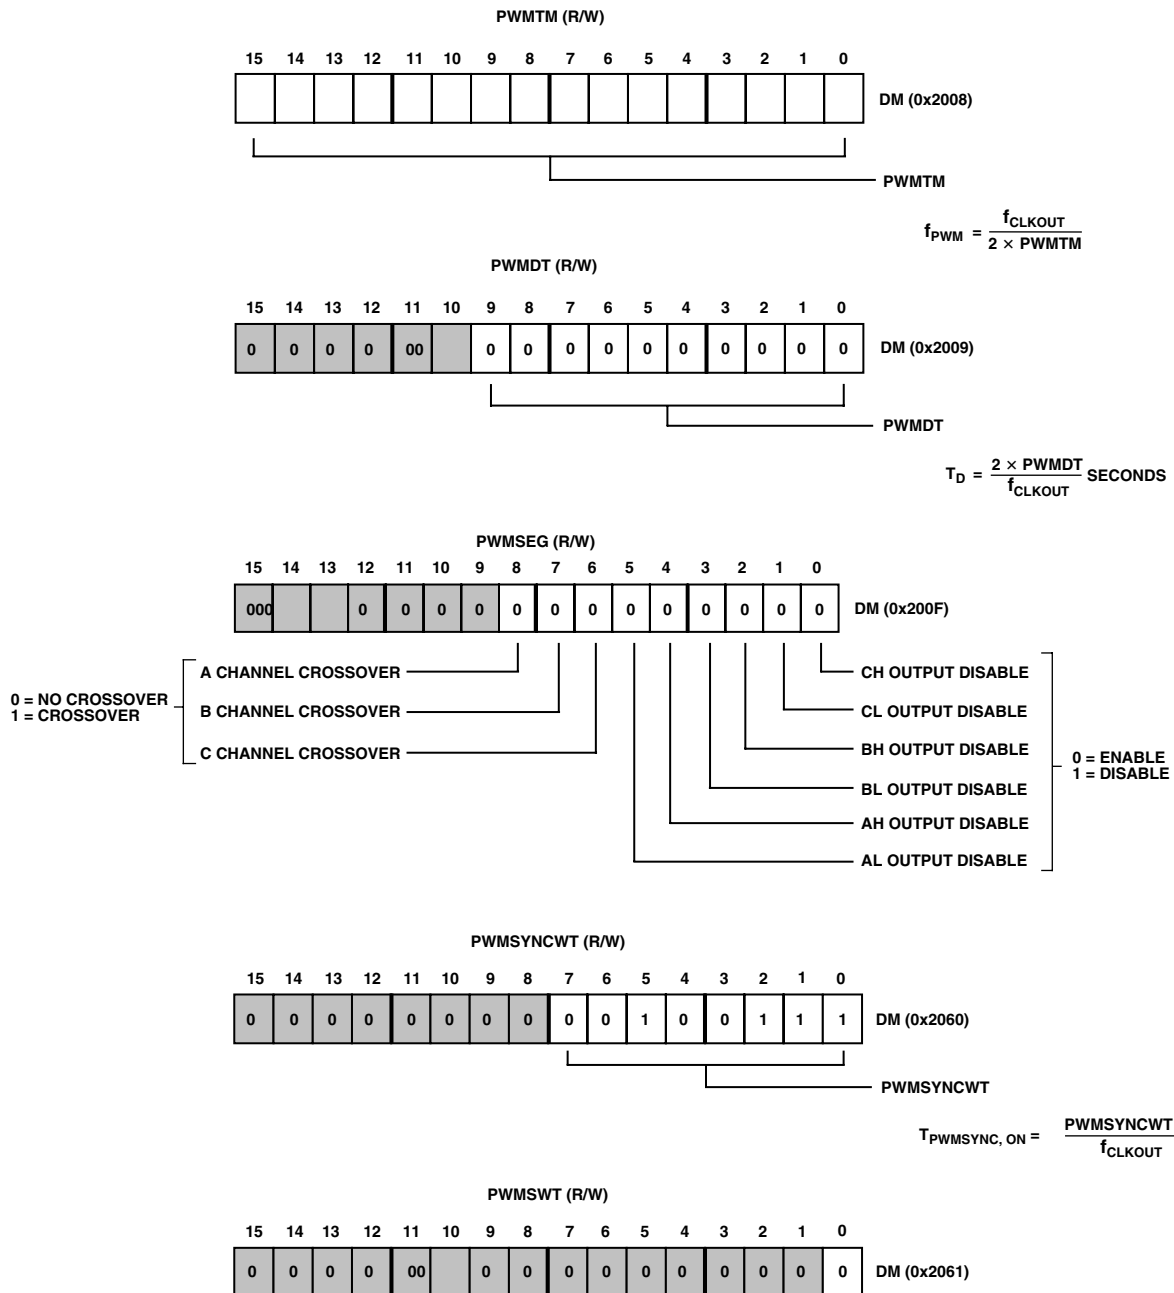 PWMTM (R/W)
15 14 13 12 11 10 9 8 7 6 5 4 3 2 1 0
DM (0x2008)
PWMTM
f_PWM = f_CLKOUT / 2 × PWMTM
PWMDT (R/W)
15 14 13 12 11 10 9 8 7 6 5 4 3 2 1 0
0 0 0 0 00 0 0 0 0 0 0 0 0 0 0 DM (0x2009)
PWMDT
T_D = 2 × PWMDT / f_CLKOUT SECONDS
PWMSEG (R/W)
15 14 13 12 11 10 9 8 7 6 5 4 3 2 1 0
000 0 0 0 0 0 0 0 0 0 0 0 0 0 DM (0x200F)
0 = NO CROSSOVER
1 = CROSSOVER
A CHANNEL CROSSOVER
B CHANNEL CROSSOVER
C CHANNEL CROSSOVER
CH OUTPUT DISABLE
CL OUTPUT DISABLE
BH OUTPUT DISABLE
BL OUTPUT DISABLE
AH OUTPUT DISABLE
AL OUTPUT DISABLE
0 = ENABLE
1 = DISABLE
PWMSYNCWT (R/W)
15 14 13 12 11 10 9 8 7 6 5 4 3 2 1 0
0 0 0 0 0 0 0 0 0 0 1 0 0 1 1 1 DM (0x2060)
PWMSYNCWT
T_PWMSYNC, ON = PWMSYNCWT / f_CLKOUT
PWMSWT (R/W)
15 14 13 12 11 10 9 8 7 6 5 4 3 2 1 0
0 0 0 0 00 0 0 0 0 0 0 0 0 0 0 DM (0x2061)